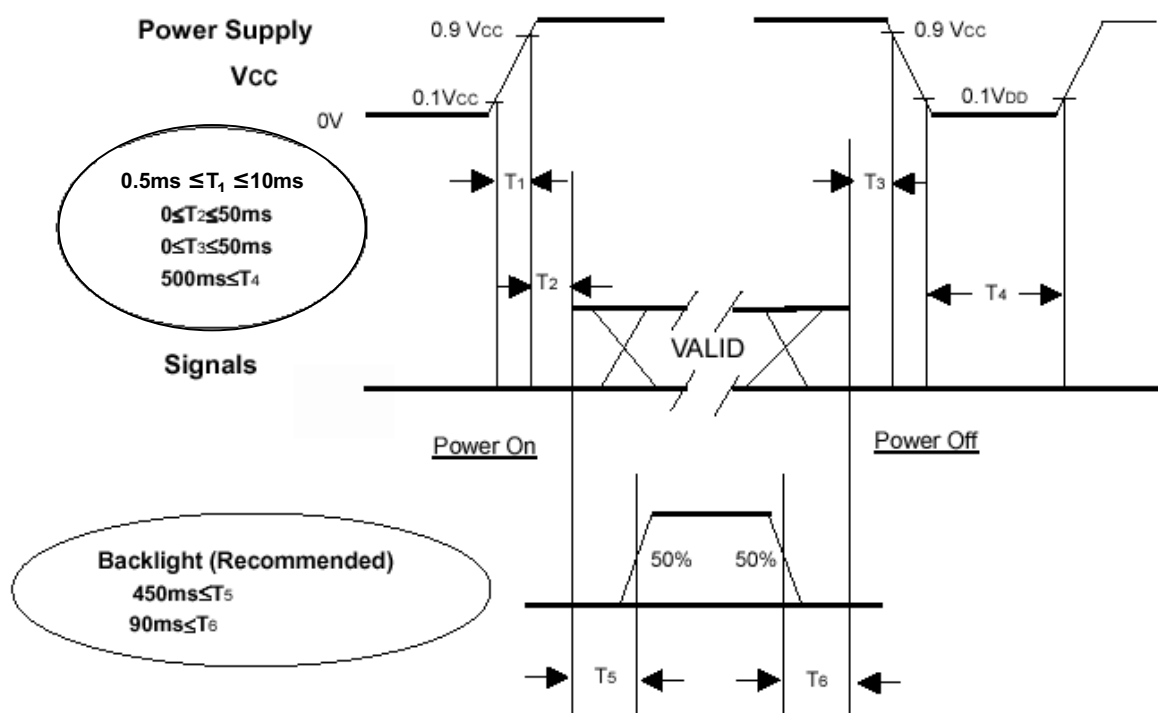 Power Supply
VCC
0.9 VCC
0.9 VCC
0.1VCC
0.1VDD
0V
0.5ms ≤T1 ≤10ms
0≤T2≤50ms
0≤T3≤50ms
500ms≤T4
T1
T3
T2
T4
VALID
Signals
Power On
Power Off
Backlight (Recommended)
450ms≤T5
90ms≤T6
50%
50%
T5
T6